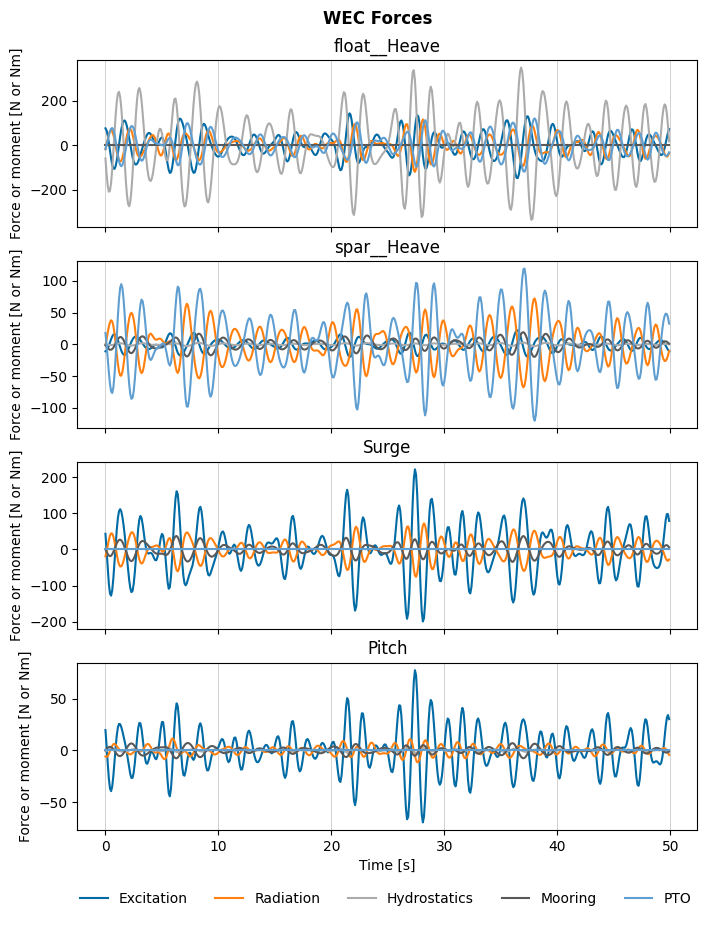 WEC Forces
float__Heave
Force or moment [N or Nm]
200
0
−200
spar__Heave
Force or moment [N or Nm]
100
50
0
−50
−100
Surge
Force or moment [N or Nm]
200
100
0
−100
−200
Pitch
Force or moment [N or Nm]
50
0
−50
0 10 20 30 40 50
Time [s]
Excitation Radiation Hydrostatics Mooring PTO